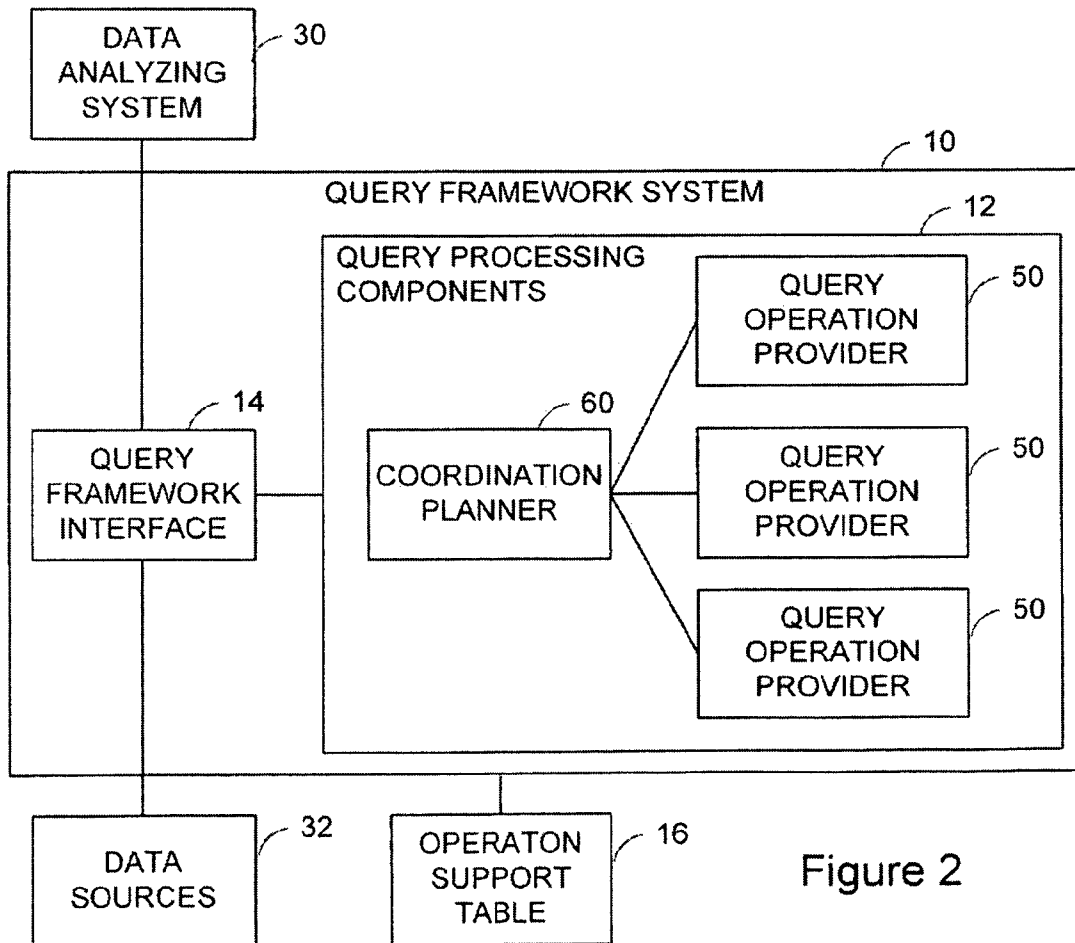 DATA
ANALYZING
SYSTEM
30
10
QUERY FRAMEWORK SYSTEM
12
QUERY PROCESSING
COMPONENTS
QUERY
OPERATION
PROVIDER
50
14
QUERY
FRAMEWORK
INTERFACE
60
COORDINATION
PLANNER
QUERY
OPERATION
PROVIDER
50
QUERY
OPERATION
PROVIDER
50
DATA
SOURCES
32
OPERATON
SUPPORT
TABLE
16
Figure 2